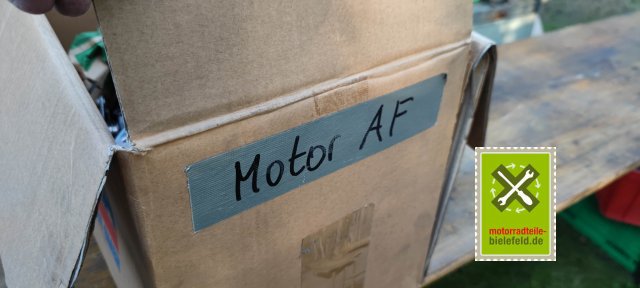 Motor AF
motorradteile-
bielefeld.de